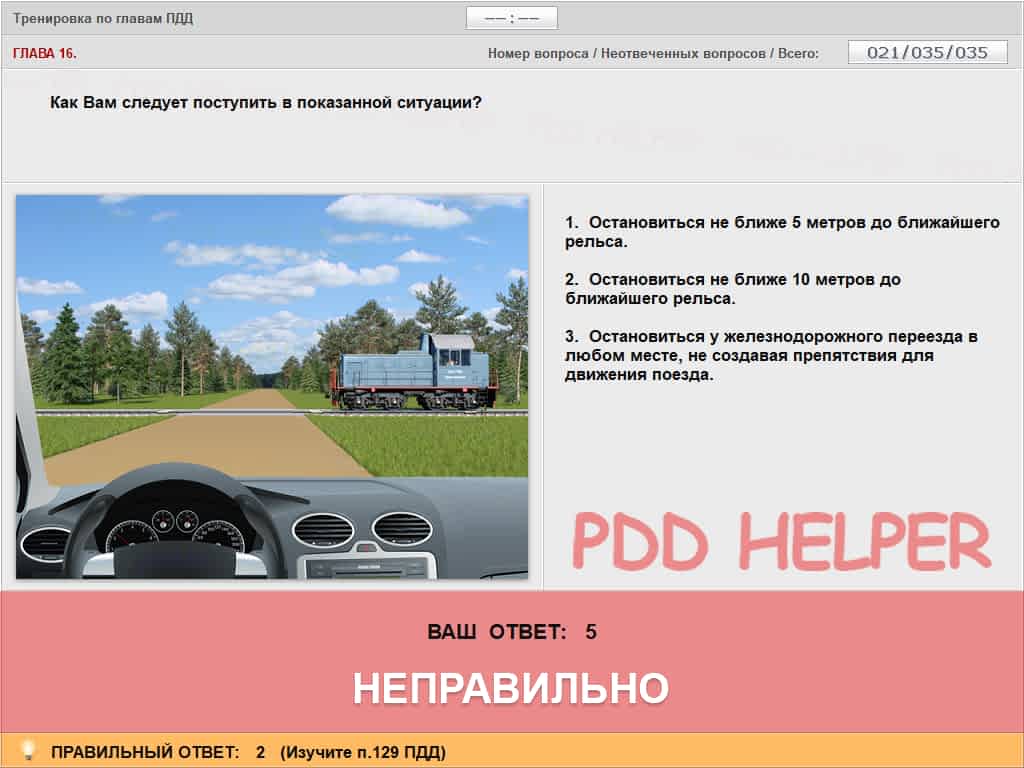 Тренировка по главам ПДД
—— : ——
ГЛАВА 16.
Номер вопроса / Неотвеченных вопросов / Всего:
021/035/035
Как Вам следует поступить в показанной ситуации?
1. Остановиться не ближе 5 метров до ближайшего
рельса.
2. Остановиться не ближе 10 метров до
ближайшего рельса.
3. Остановиться у железнодорожного переезда в
любом месте, не создавая препятствия для
движения поезда.
PDD HELPER
ВАШ ОТВЕТ: 5
НЕПРАВИЛЬНО
ПРАВИЛЬНЫЙ ОТВЕТ: 2 (Изучите п.129 ПДД)